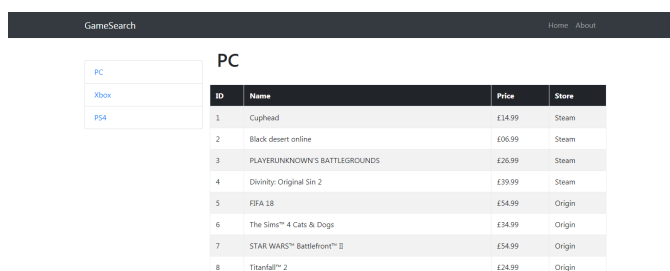 GameSearch Home About
PC
PC
Xbox
PS4
ID Name Price Store
1 Cuphead £14.99 Steam
2 Black desert online £06.99 Steam
3 PLAYERUNKNOWN'S BATTLEGROUNDS £26.99 Steam
4 Divinity: Original Sin 2 £39.99 Steam
5 FIFA 18 £54.99 Origin
6 The Sims™ 4 Cats & Dogs £34.99 Origin
7 STAR WARS™ Battlefront™ II £54.99 Origin
8 Titanfall™ 2 £24.99 Origin